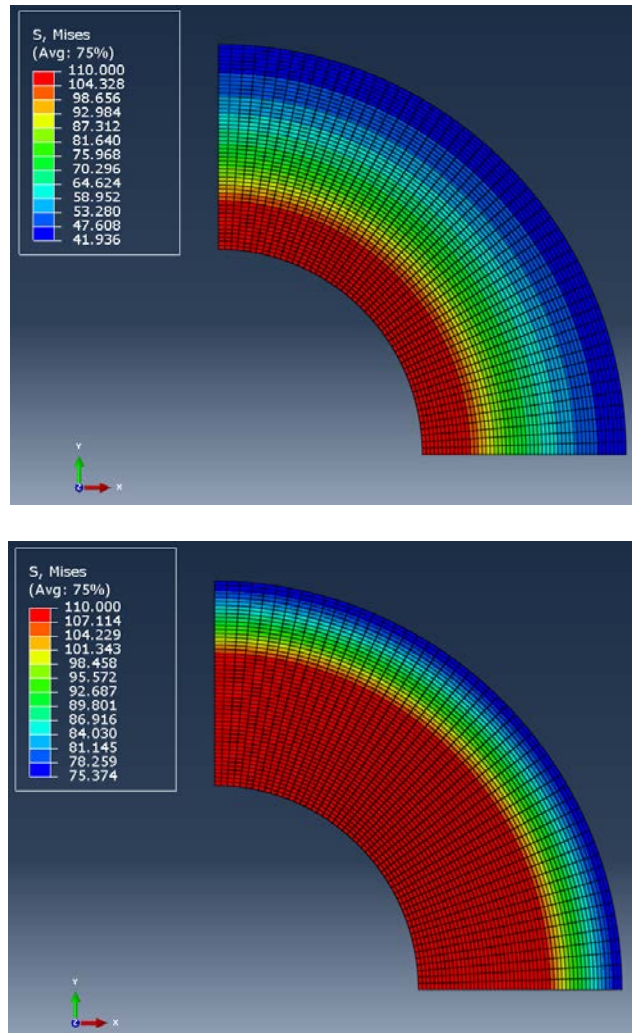 S, Mises
(Avg: 75%)
110.000
104.328
98.656
92.984
87.312
81.640
75.968
70.296
64.624
58.952
53.280
47.608
41.936
Y
Z
X
S, Mises
(Avg: 75%)
110.000
107.114
104.229
101.343
98.458
95.572
92.687
89.801
86.916
84.030
81.145
78.259
75.374
Y
Z
X